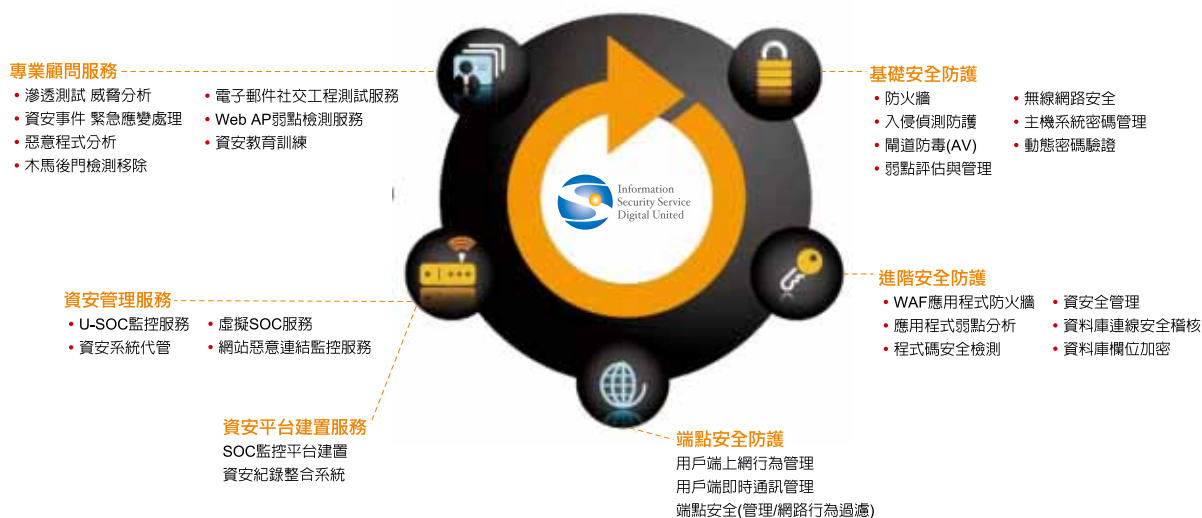 專業顧問服務
• 滲透測試 威脅分析
• 資安事件 緊急應變處理
• 惡意程式分析
• 木馬後門檢測移除
• 電子郵件社交工程測試服務
• Web AP弱點檢測服務
• 資安教育訓練
基礎安全防護
• 防火牆
• 入侵偵測防護
• 閘道防毒(AV)
• 弱點評估與管理
• 無線網路安全
• 主機系統密碼管理
• 動態密碼驗證
Information
Security Service
Digital United
資安管理服務
• U-SOC監控服務
• 資安系統代管
• 虛擬SOC服務
• 網站惡意連結監控服務
進階安全防護
• WAF應用程式防火牆
• 應用程式弱點分析
• 程式碼安全檢測
• 資安全管理
• 資料庫連線安全稽核
• 資料庫欄位加密
資安平台建置服務
SOC監控平台建置
資安紀錄整合系統
端點安全防護
用戶端上網行為管理
用戶端即時通訊管理
端點安全(管理/網路行為過濾)